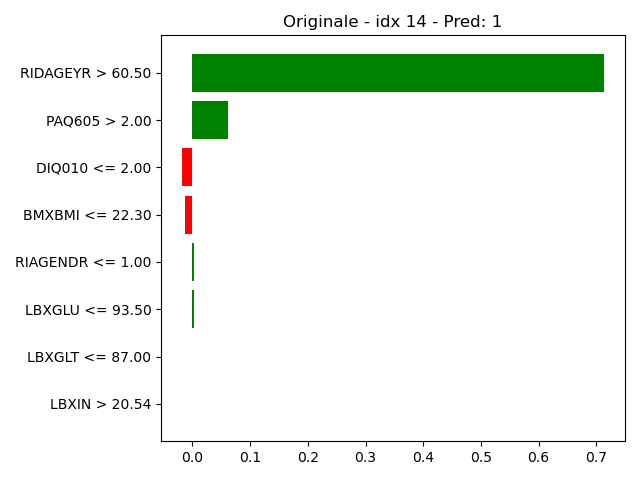 Originale - idx 14 - Pred: 1
RIDAGEYR > 60.50
PAQ605 > 2.00
DIQ010 <= 2.00
BMXBMI <= 22.30
RIAGENDR <= 1.00
LBXGLU <= 93.50
LBXGLT <= 87.00
LBXIN > 20.54
0.0 0.1 0.2 0.3 0.4 0.5 0.6 0.7